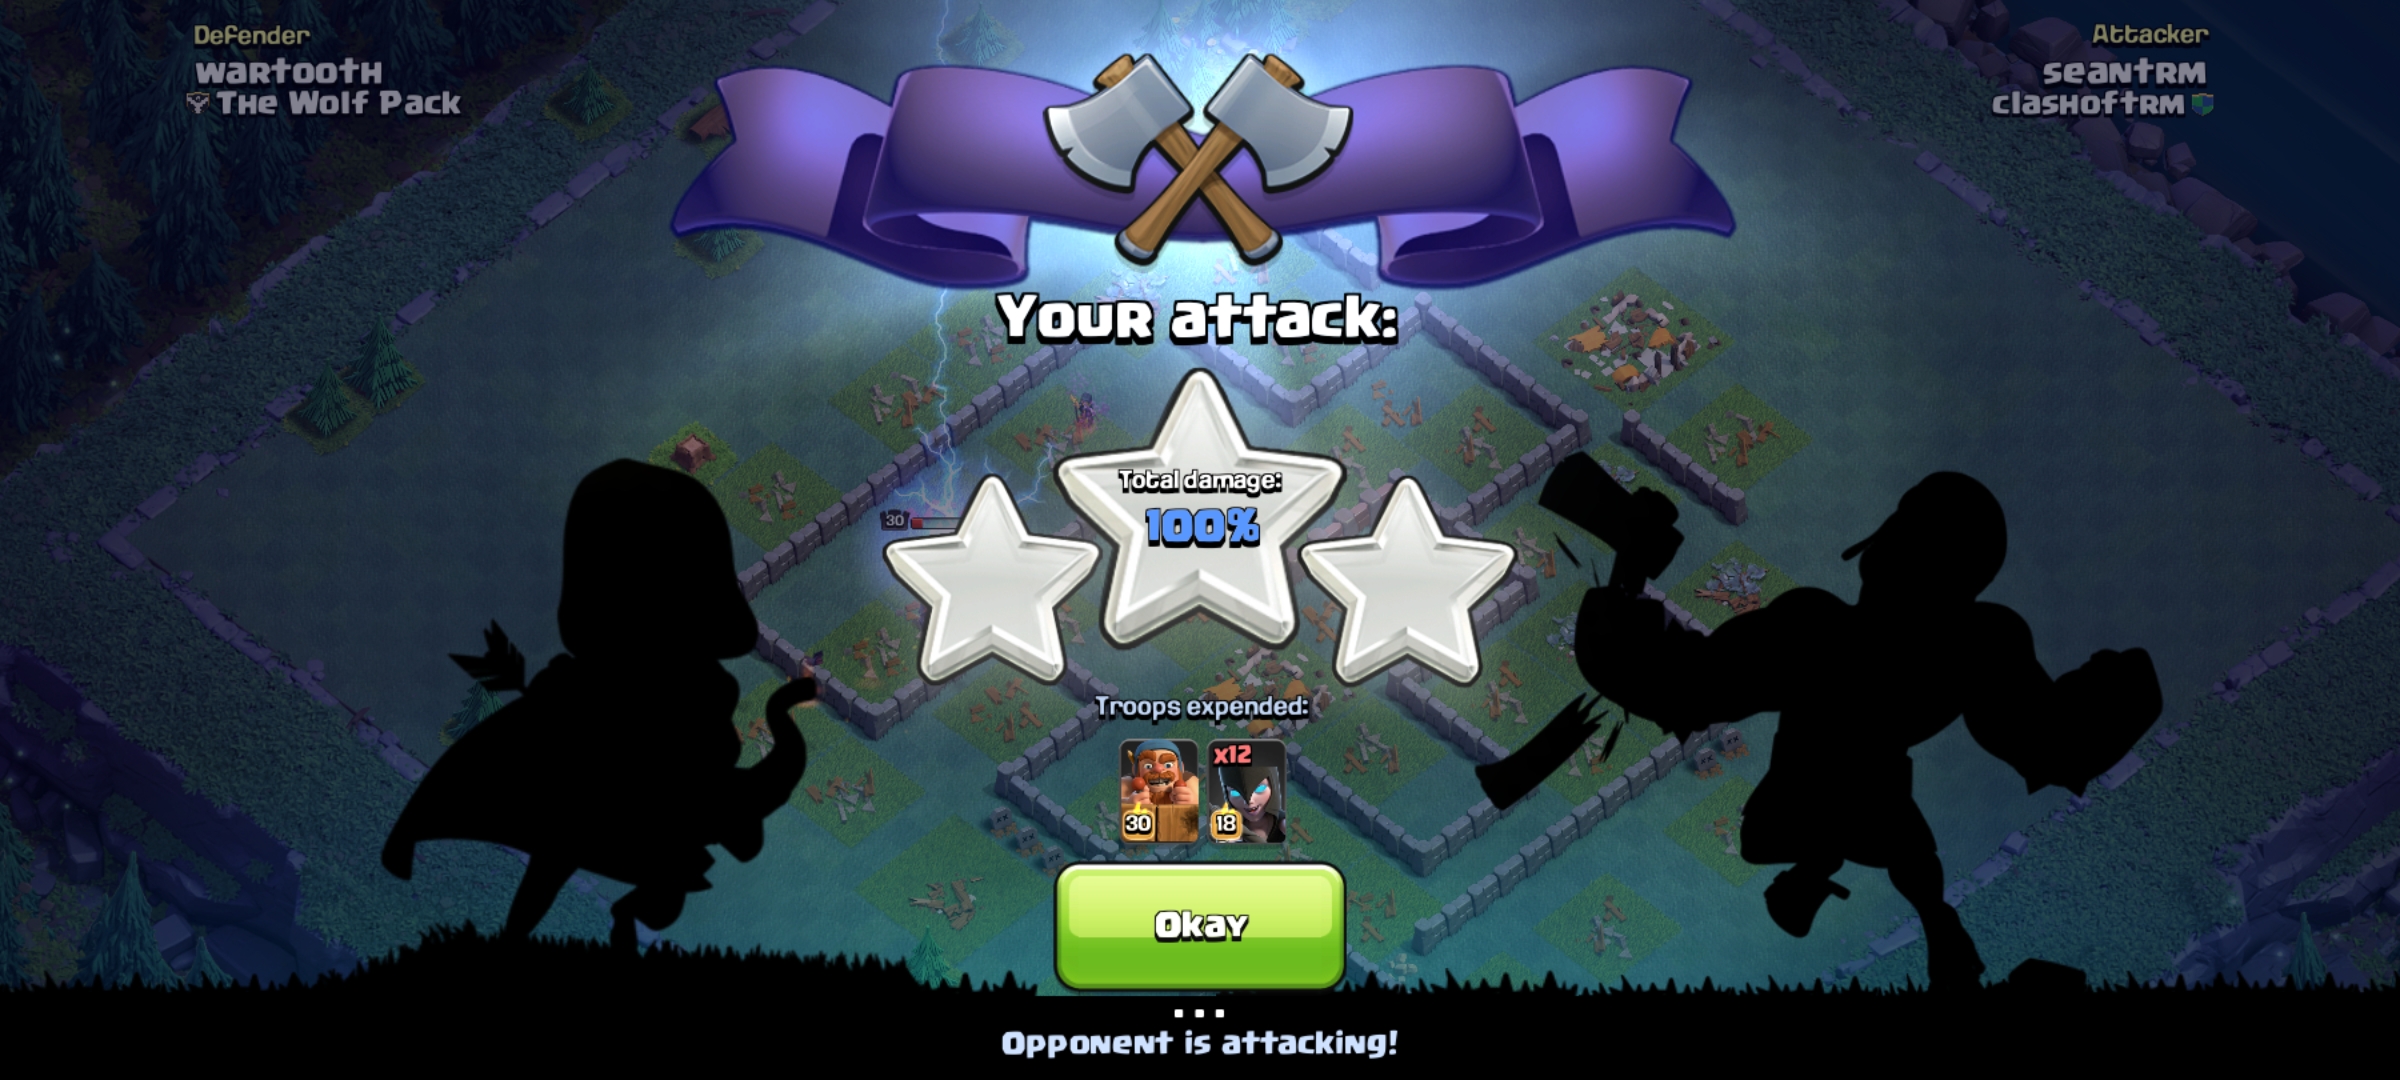 Defender
wartooth
The Wolf Pack
Attacker
seantrm
clashoftrm
Your attack:
Total damage:
100%
30
Troops expended:
x12
30
18
Okay
...
Opponent is attacking!